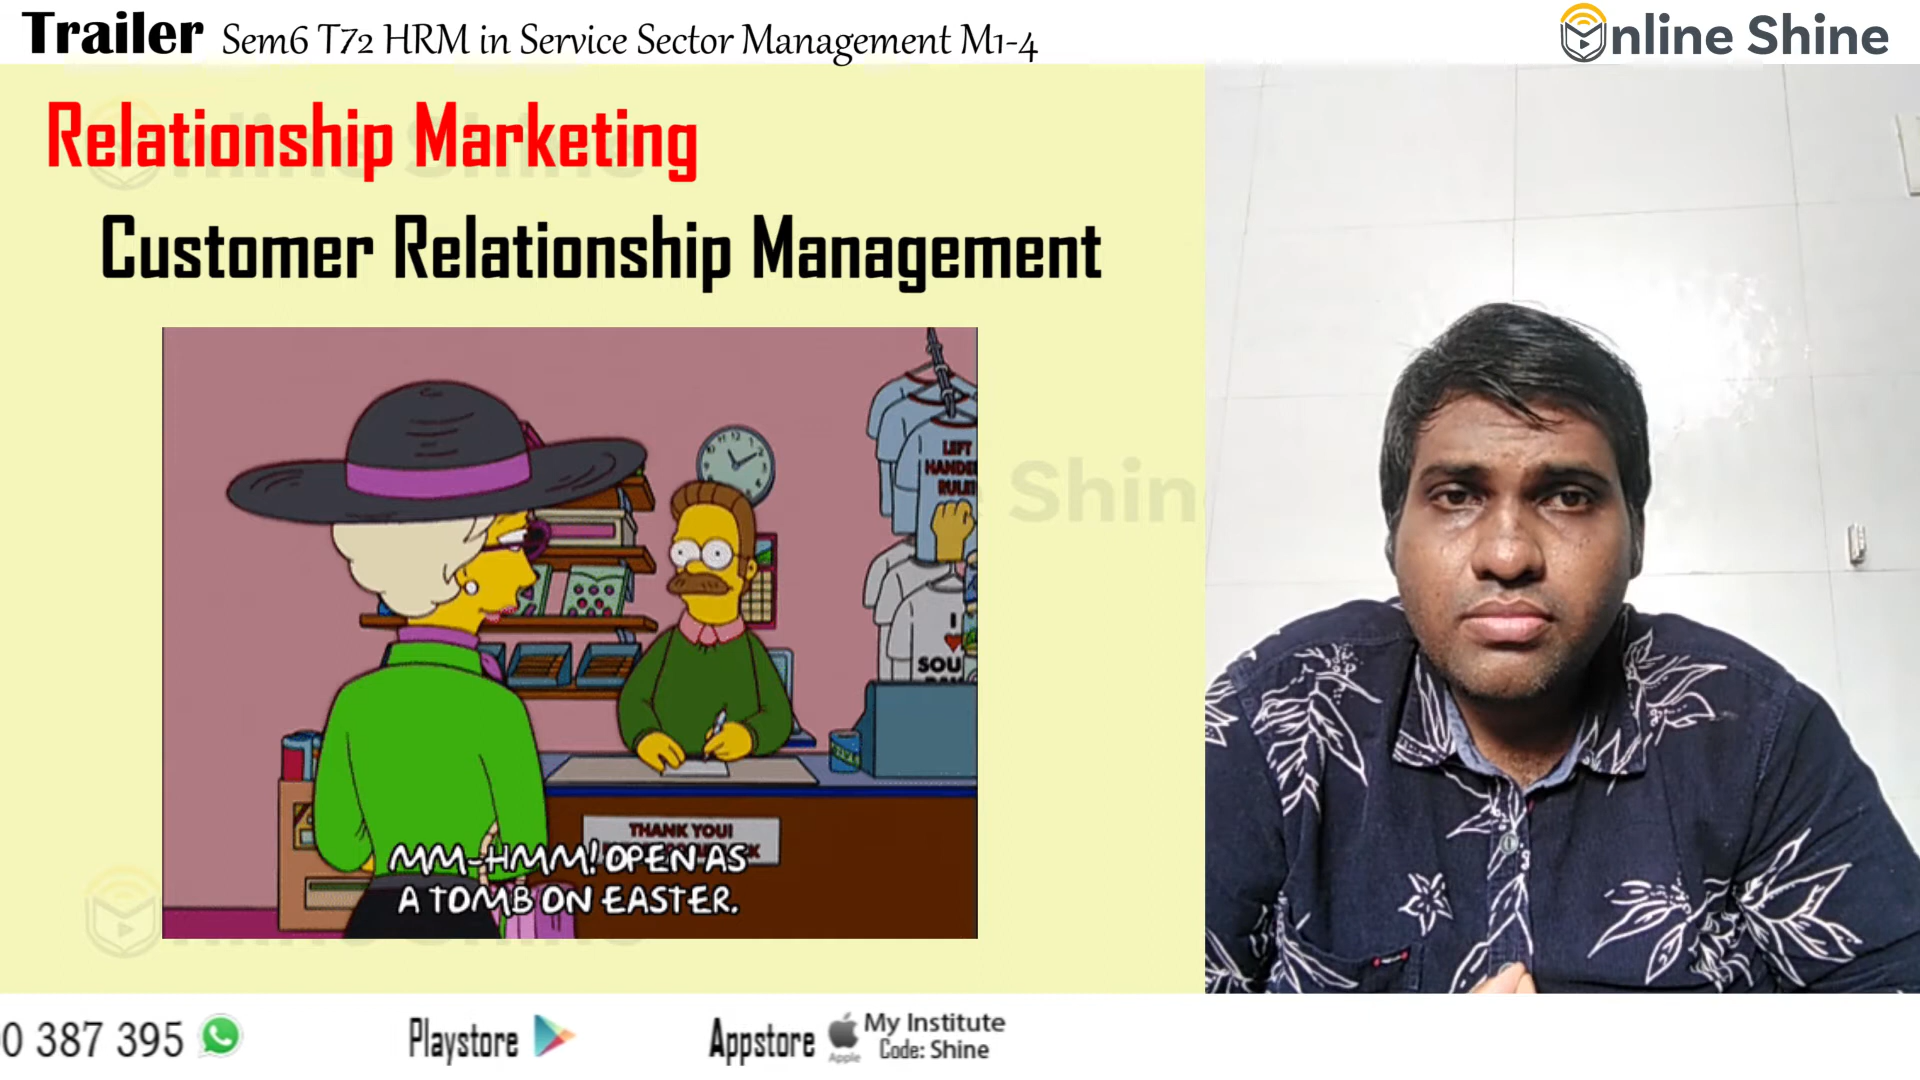 Trailer Sem6 T72 HRM in Service Sector Management M1-4
Online Shine
Relationship Marketing
Customer Relationship Management
LEFT
HANDE
RULE!
I
SOU
THANK YOU!
MM-HMM! OPEN AS
A TOMB ON EASTER.
Shin
0 387 395
Playstore
Appstore
Apple
My Institute
Code: Shine